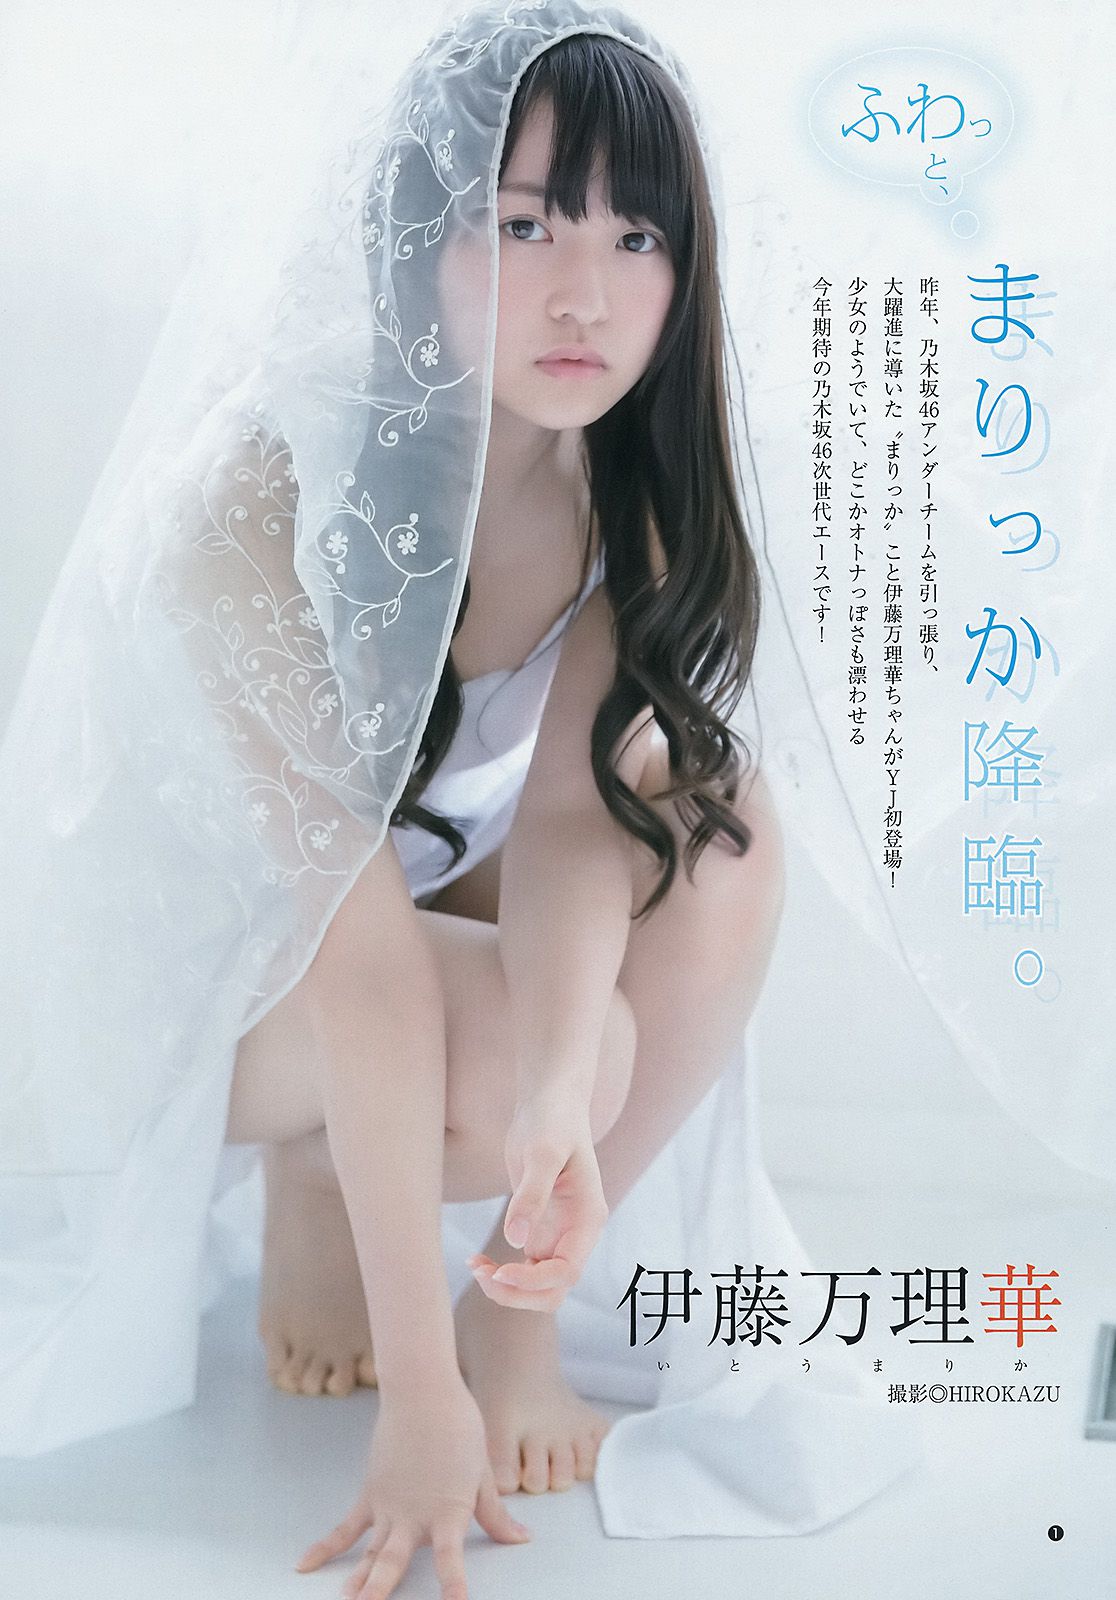 ふわっ
と、
まりっか降臨。
昨年、乃木坂46アンダーチームを引っ張り、
大躍進に導いた〝まりっか〟こと伊藤万理華ちゃんがYJ初登場!
少女のようでいて、どこかオトナっぽさも漂わせる
今年期待の乃木坂46次世代エースです!
伊藤万理華
いとうまりか
撮影◎HIROKAZU
1